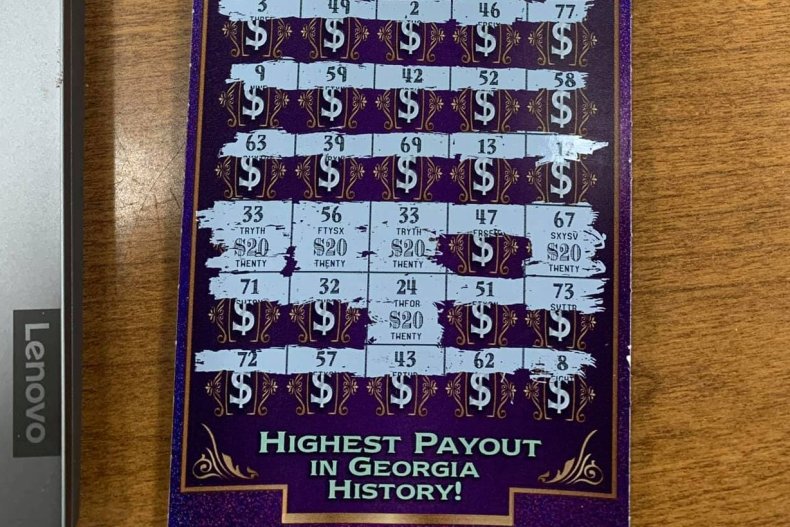 3 49 2 46 77
THREE
$ $ $ $ $
9 59 42 52 58
$ $ $ $ $
63 39 69 13
$ $ $ $ $
33 56 33 47 67
TRYTH FTYSX TRYTH FRSEV SXYSV
$20 $20 $20 $ $20
TWENTY TWENTY TWENTY TWENTY
71 32 24 51 73
TWFOR
$ $ $20 $ $
TWENTY
72 57 43 62 8
$ $ $ $ $
HIGHEST PAYOUT
IN GEORGIA
HISTORY!
Lenovo